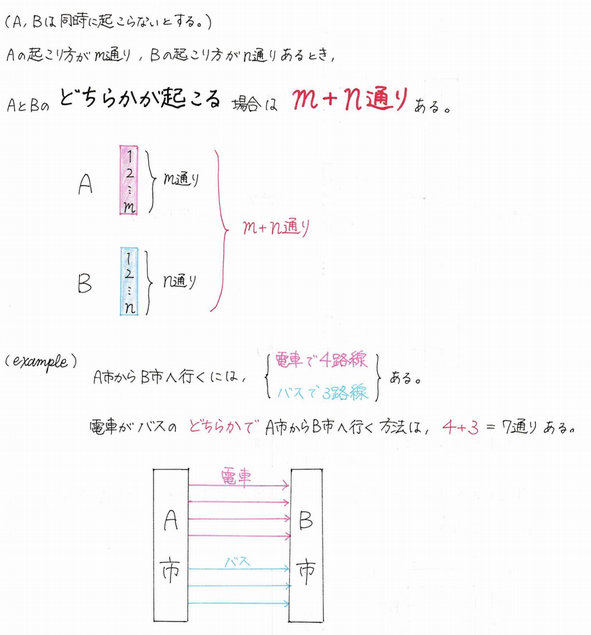 (A, Bは同時に起こらないとする。)
Aの起こり方がm通り, Bの起こり方がn通りあるとき,
AとBの どちらかが起こる 場合は m+n通り ある。
A
1
2
⋮
m
m通り
m+n通り
B
1
2
⋮
n
n通り
(example)
A市からB市へ行くには,
電車で4路線
バスで3路線
ある。
電車がバスの どちらかで A市からB市へ行く方法は, 4+3 = 7通りある。
電車
A市
B市
バス